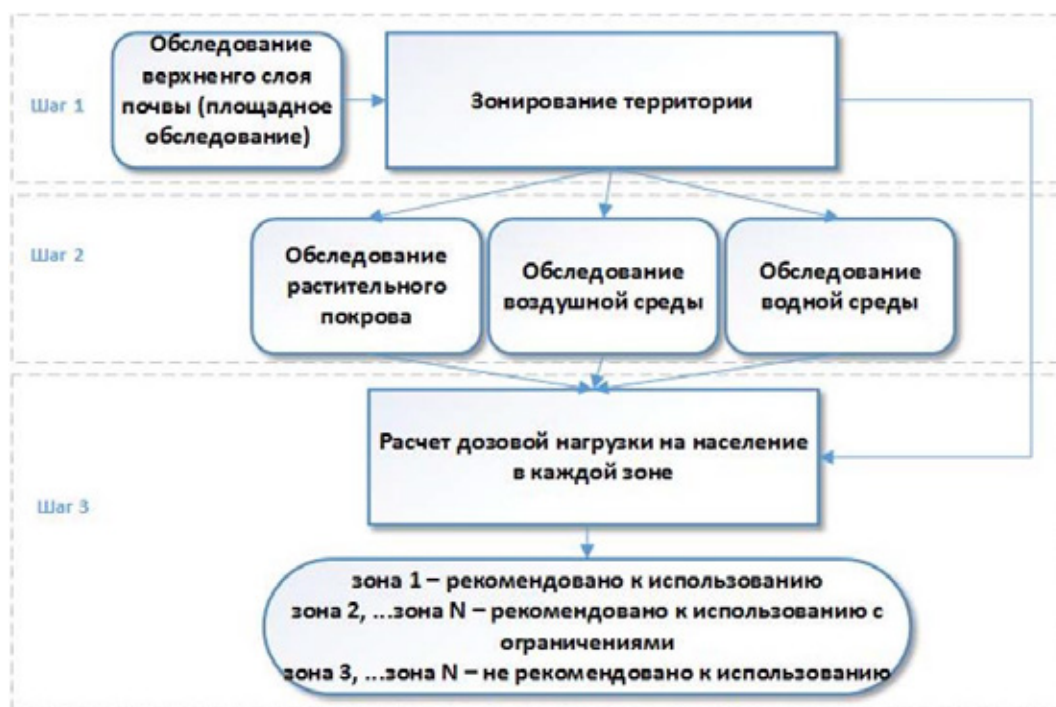 Шаг 1
Обследование
верхненго слоя
почвы (площадное
обследование)
Зонирование территории
Шаг 2
Обследование
растительного
покрова
Обследование
воздушной среды
Обследование
водной среды
Шаг 3
Расчет дозовой нагрузки на население
в каждой зоне
зона 1 – рекомендовано к использованию
зона 2, ...зона N – рекомендовано к использованию с
ограничениями
зона 3, ...зона N – не рекомендовано к использованию